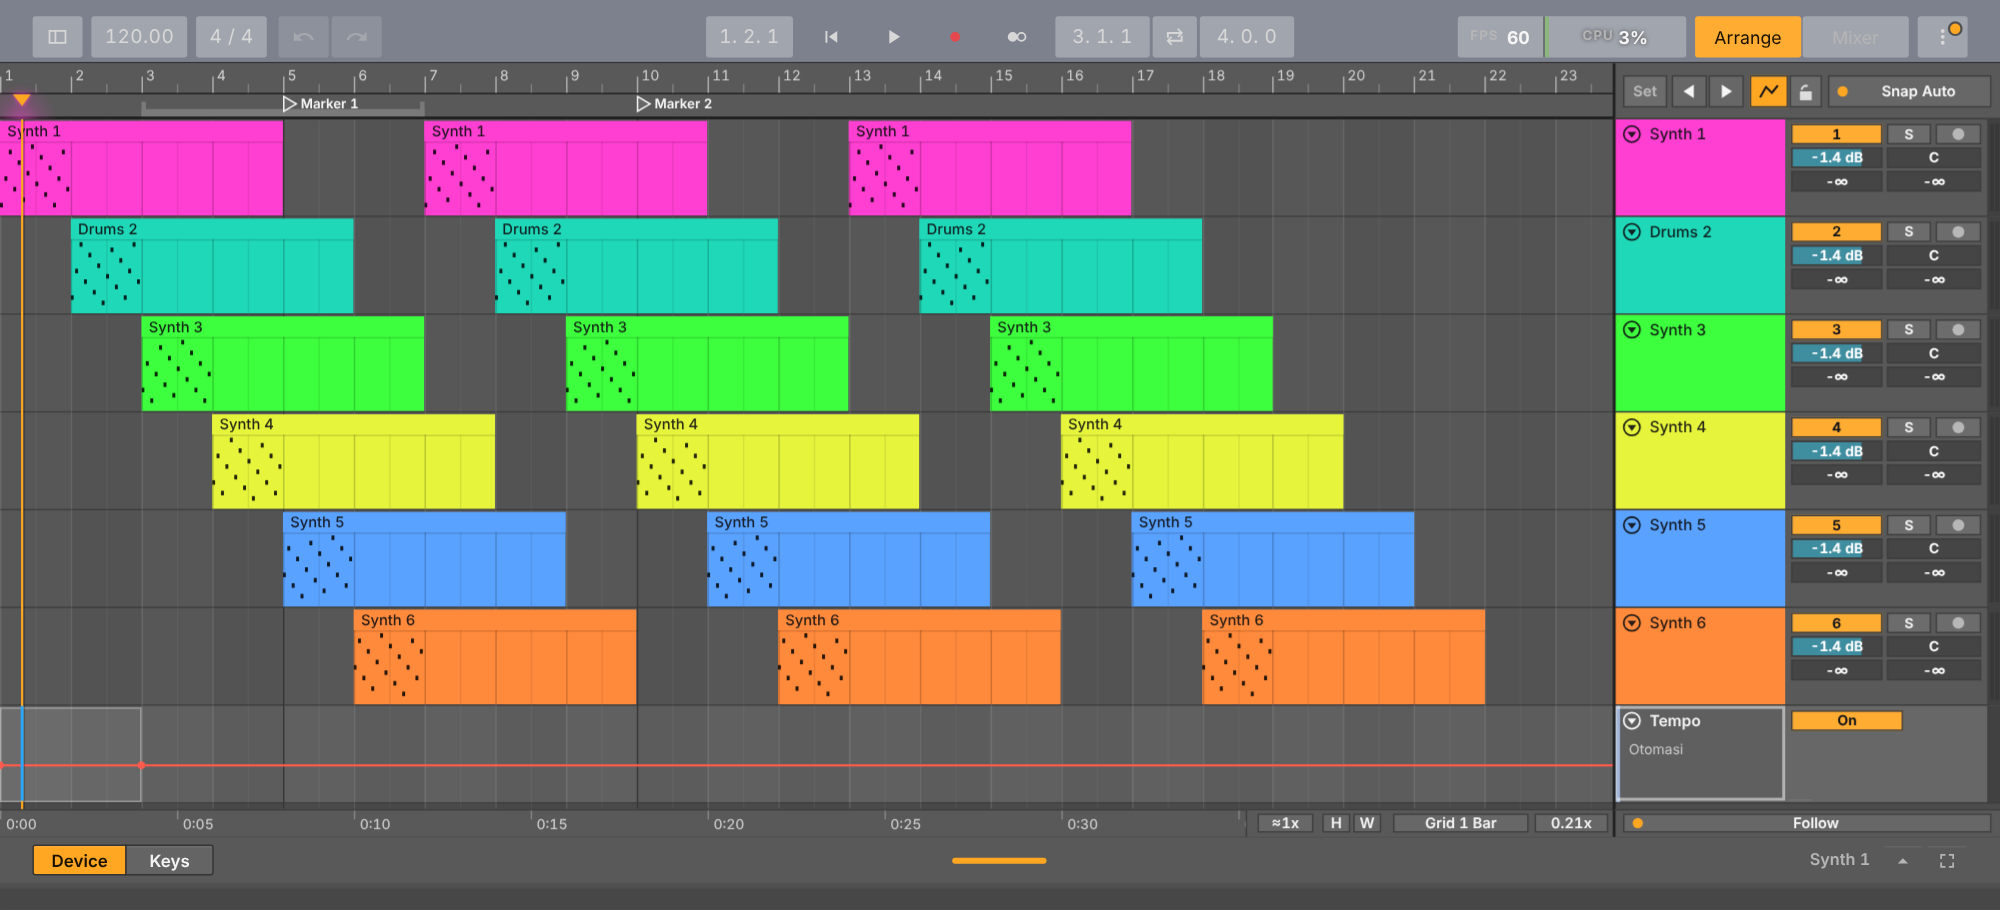 120.00 4 / 4 1. 2. 1 3. 1. 1 4. 0. 0 FPS 60 CPU 3% Arrange Mixer
1 2 3 4 5 6 7 8 9 10 11 12 13 14 15 16 17 18 19 20 21 22 23
Set Snap Auto
Marker 1 Marker 2
Synth 1 Synth 1 Synth 1 Synth 1 1 S
-1.4 dB C
-∞ -∞
Drums 2 Drums 2 Drums 2 Drums 2 2 S
-1.4 dB C
-∞ -∞
Synth 3 Synth 3 Synth 3 Synth 3 3 S
-1.4 dB C
-∞ -∞
Synth 4 Synth 4 Synth 4 Synth 4 4 S
-1.4 dB C
-∞ -∞
Synth 5 Synth 5 Synth 5 Synth 5 5 S
-1.4 dB C
-∞ -∞
Synth 6 Synth 6 Synth 6 Synth 6 6 S
-1.4 dB C
-∞ -∞
Tempo On
Otomasi
0:00 0:05 0:10 0:15 0:20 0:25 0:30 ≈1x H W Grid 1 Bar 0.21x Follow
Device Keys Synth 1